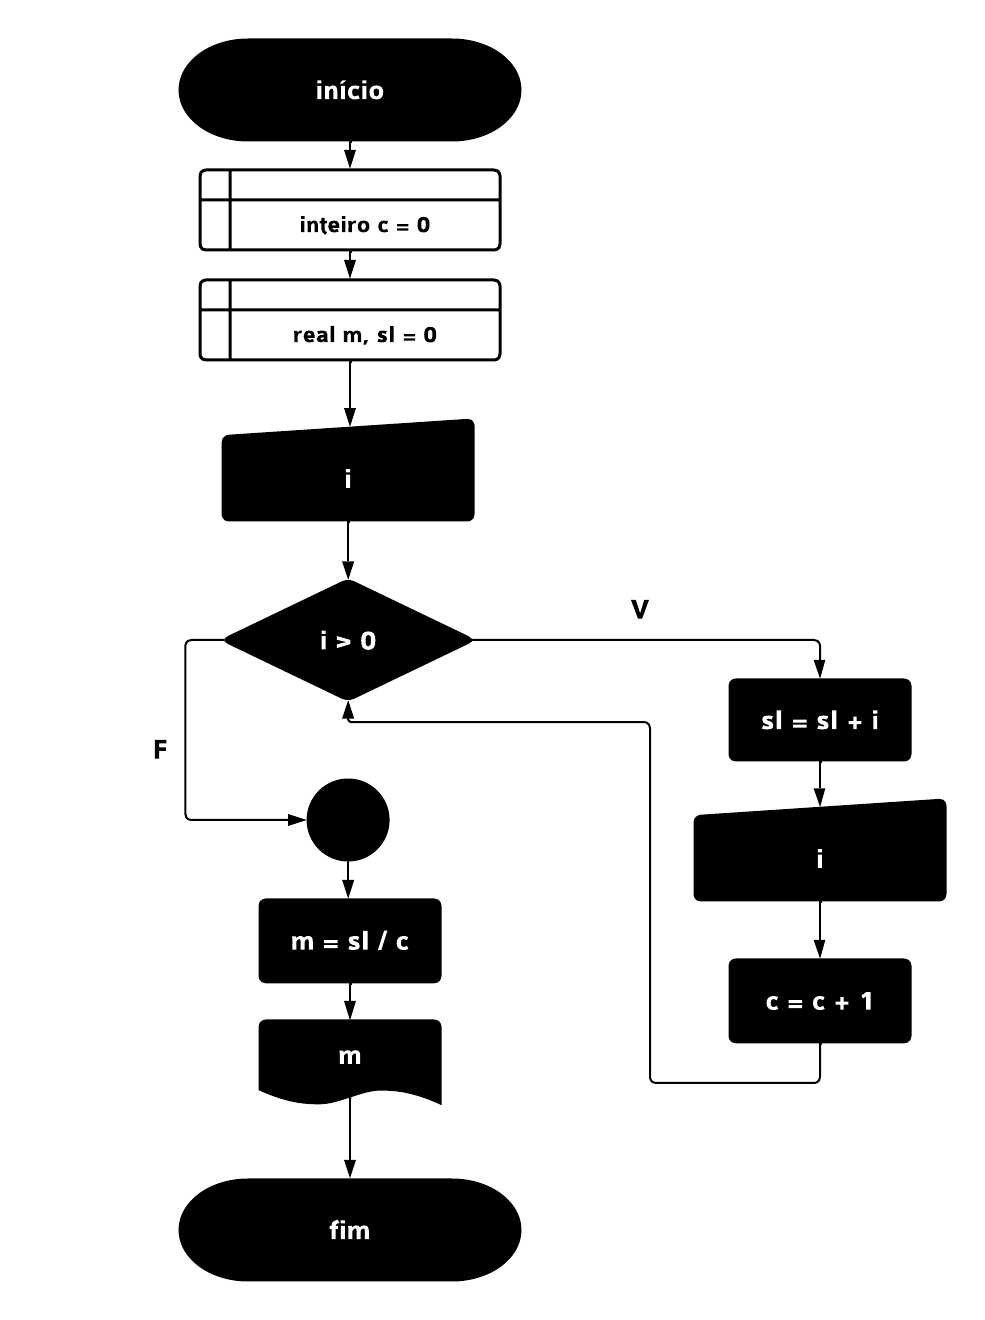 início
inteiro c = 0
real m, sl = 0
i
i > 0
V
F
sl = sl + i
i
c = c + 1
m = sl / c
m
fim